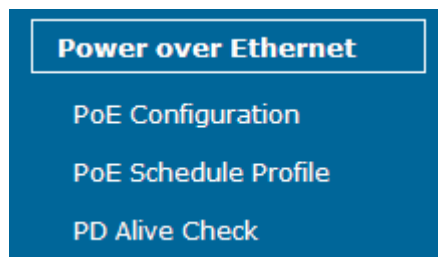 Power over Ethernet
PoE Configuration
PoE Schedule Profile
PD Alive Check